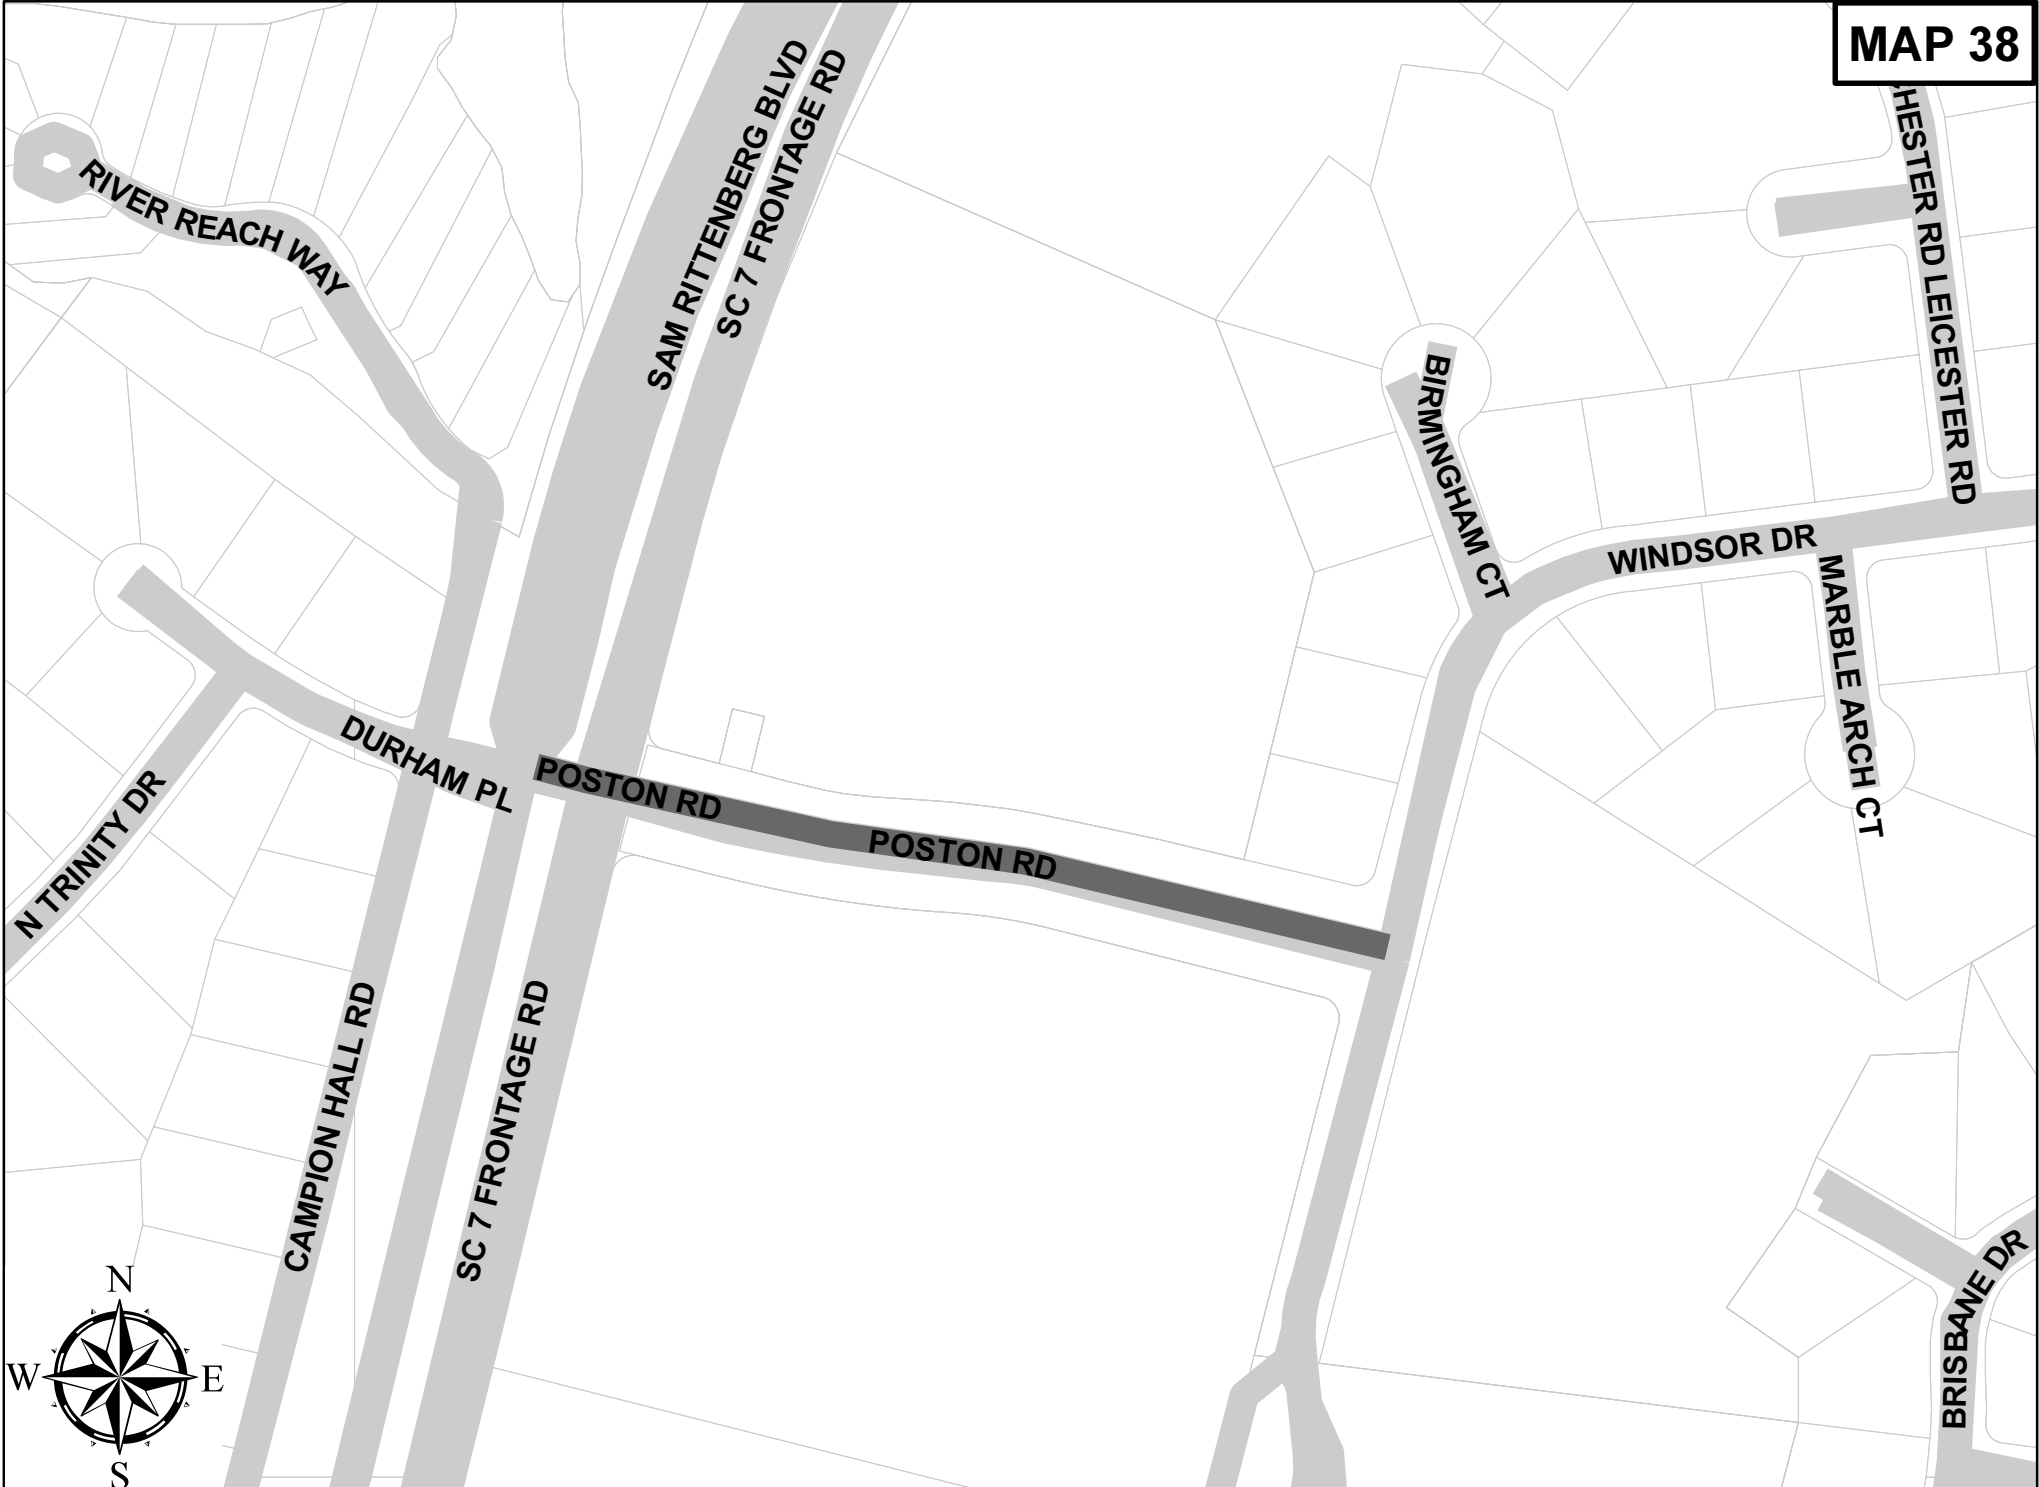 MAP 38
SAM RITTENBERG BLVD
SC 7 FRONTAGE RD
RIVER REACH WAY
CHESTER RD
LEICESTER RD
BIRMINGHAM CT
WINDSOR DR
MARBLE ARCH CT
DURHAM PL
POSTON RD
POSTON RD
N TRINITY DR
CAMPION HALL RD
SC 7 FRONTAGE RD
BRISBANE DR
N
W
E
S